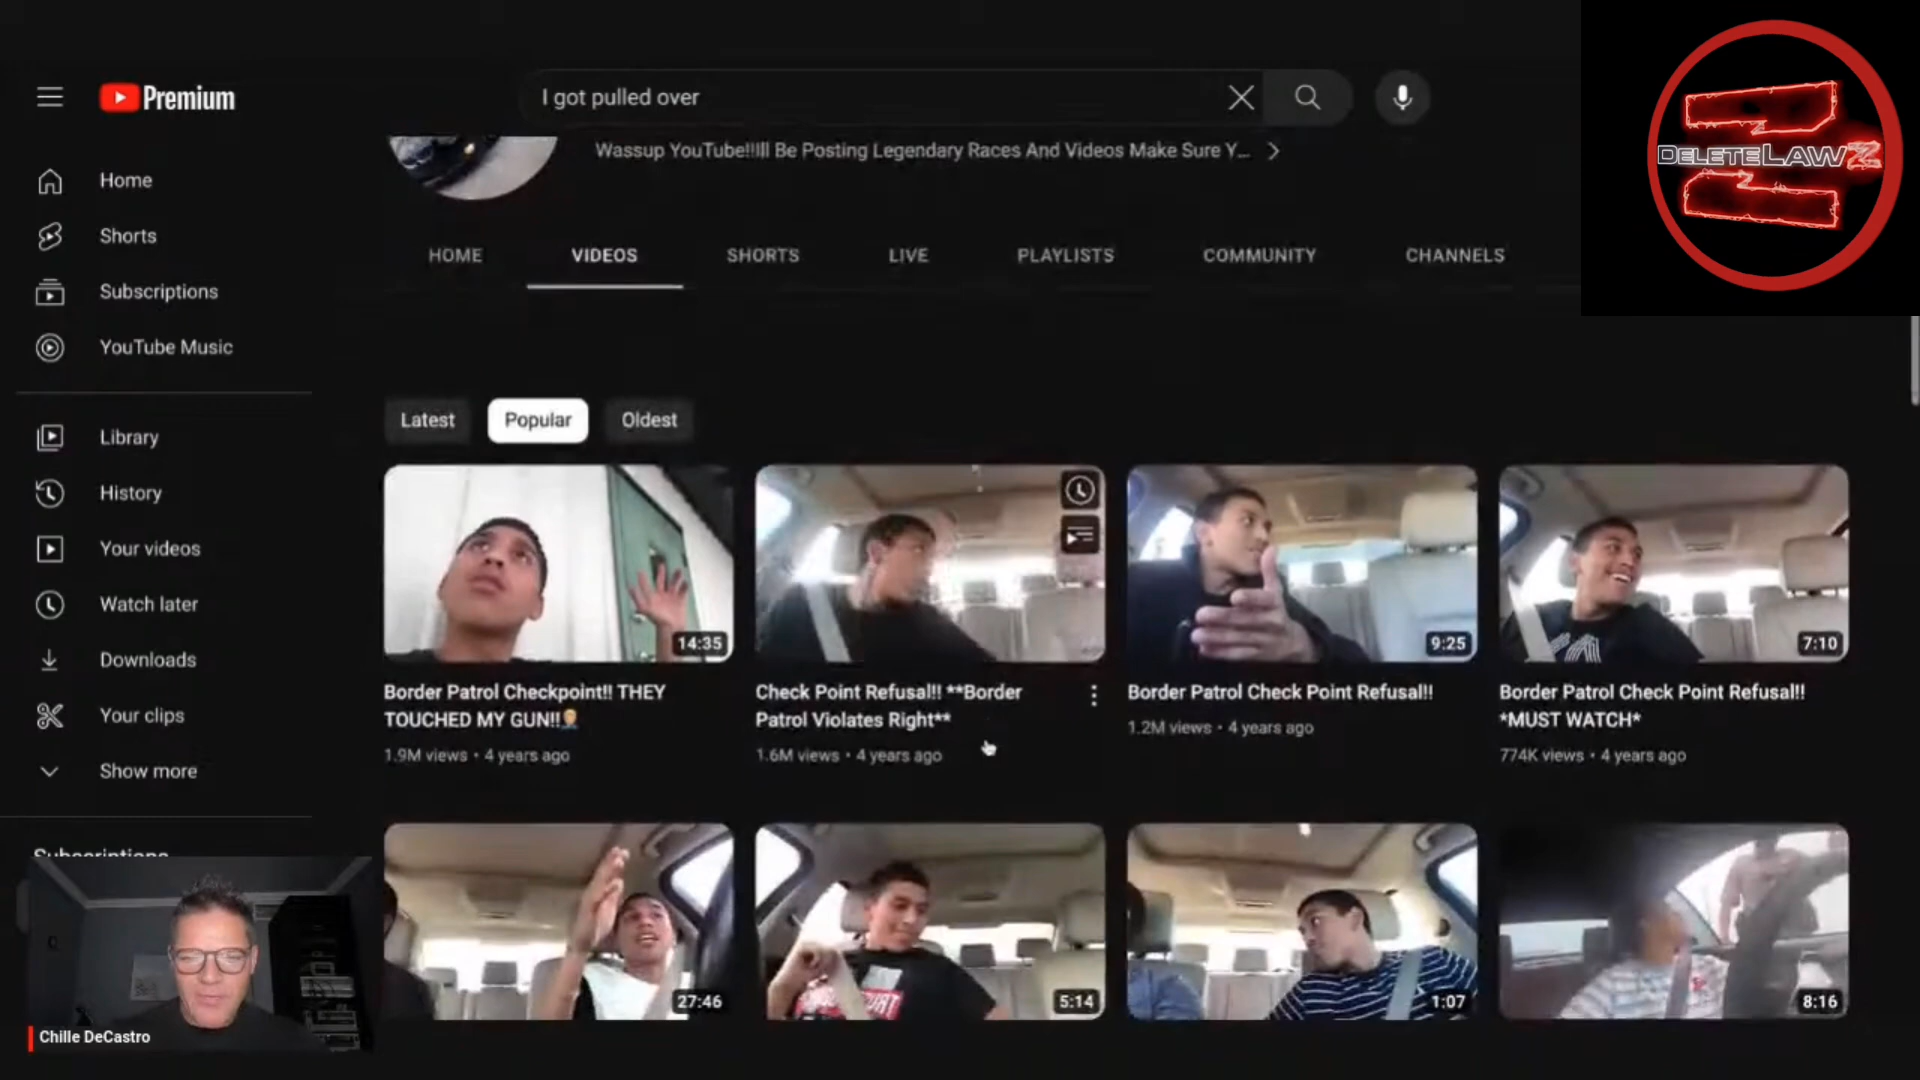 Premium
I got pulled over
DELETELAWZ
Wassup YouTube!!Ill Be Posting Legendary Races And Videos Make Sure Y...
Home
Shorts
Subscriptions
YouTube Music
HOME
VIDEOS
SHORTS
LIVE
PLAYLISTS
COMMUNITY
CHANNELS
Latest
Popular
Oldest
Library
History
Your videos
Watch later
Downloads
Your clips
Show more
Subscriptions
14:35
9:25
7:10
Border Patrol Checkpoint!! THEY
TOUCHED MY GUN!!
1.9M views • 4 years ago
Check Point Refusal!! **Border
Patrol Violates Right**
1.6M views • 4 years ago
Border Patrol Check Point Refusal!!
1.2M views • 4 years ago
Border Patrol Check Point Refusal!!
*MUST WATCH*
774K views • 4 years ago
27:46
5:14
1:07
8:16
Chille DeCastro